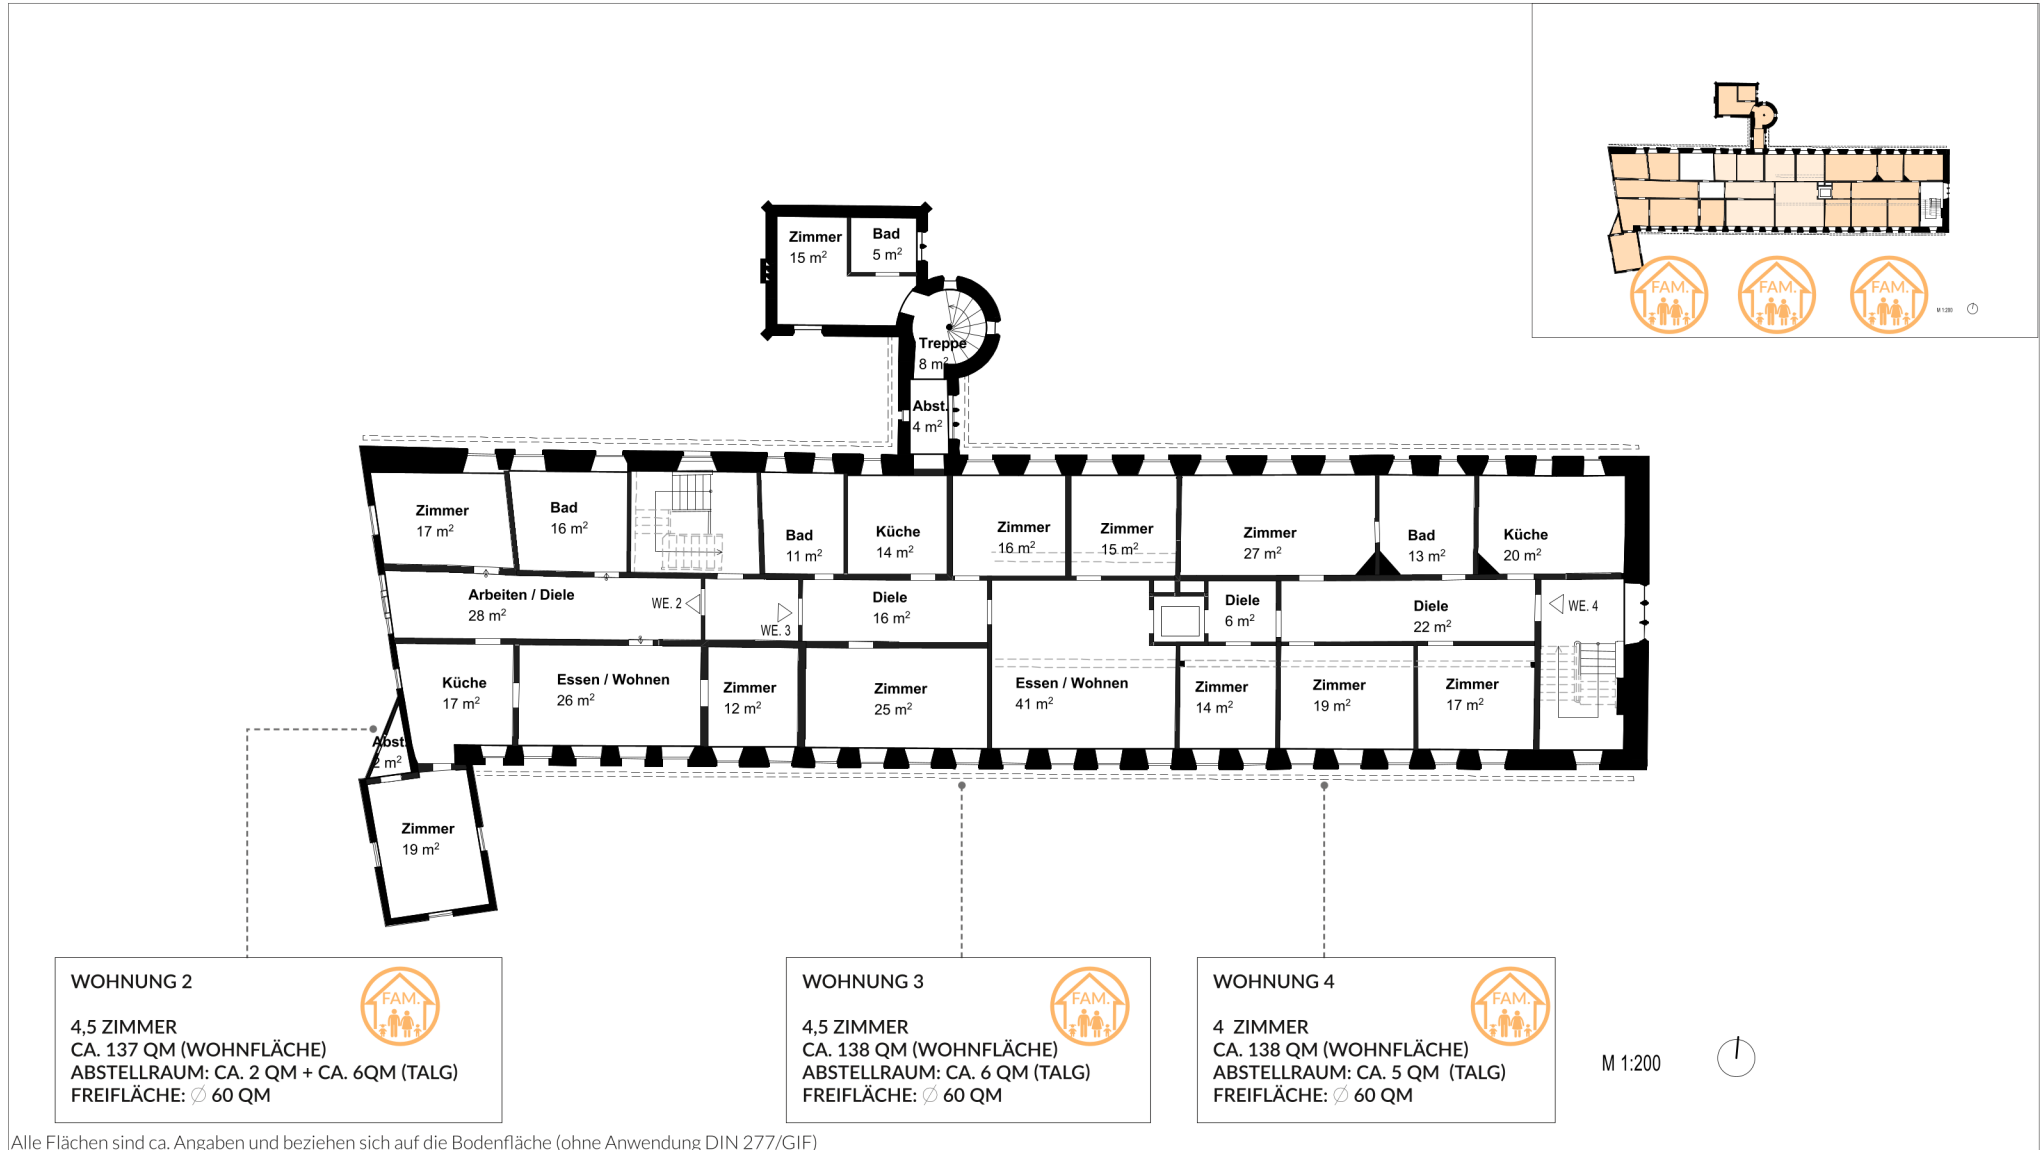 FAM.
FAM.
FAM.
M 1:200
Zimmer
15 m²
Bad
5 m²
Treppe
8 m²
Abst.
4 m²
Zimmer
17 m²
Bad
16 m²
Bad
11 m²
Küche
14 m²
Zimmer
16 m²
Zimmer
15 m²
Zimmer
27 m²
Bad
13 m²
Küche
20 m²
Arbeiten / Diele
28 m²
WE. 2
WE. 3
Diele
16 m²
Diele
6 m²
Diele
22 m²
WE. 4
Küche
17 m²
Essen / Wohnen
26 m²
Zimmer
12 m²
Zimmer
25 m²
Essen / Wohnen
41 m²
Zimmer
14 m²
Zimmer
19 m²
Zimmer
17 m²
Abst.
2 m²
Zimmer
19 m²
WOHNUNG 2
FAM.
4,5 ZIMMER
CA. 137 QM (WOHNFLÄCHE)
ABSTELLRAUM: CA. 2 QM + CA. 6QM (TALG)
FREIFLÄCHE: ∅ 60 QM
WOHNUNG 3
FAM.
4,5 ZIMMER
CA. 138 QM (WOHNFLÄCHE)
ABSTELLRAUM: CA. 6 QM (TALG)
FREIFLÄCHE: ∅ 60 QM
WOHNUNG 4
FAM.
4 ZIMMER
CA. 138 QM (WOHNFLÄCHE)
ABSTELLRAUM: CA. 5 QM (TALG)
FREIFLÄCHE: ∅ 60 QM
M 1:200
Alle Flächen sind ca. Angaben und beziehen sich auf die Bodenfläche (ohne Anwendung DIN 277/GIF)